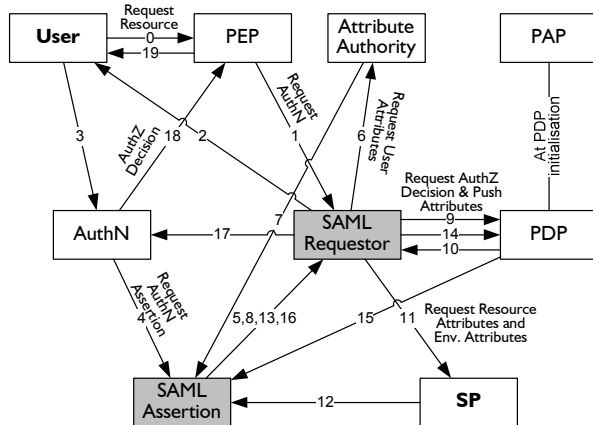 Request
Resource
User
0
19
PEP
Attribute
Authority
PAP
3
AuthZ
Decision
18
2
Request
AuthN
1
6
Request User
Attributes
At PDP
initialisation
Request AuthZ
Decision & Push
Attributes
AuthN
17
7
SAML
Requestor
9
14
10
PDP
Request
AuthN
Assertion
4
5,8,13,16
15
11
Request Resource
Attributes and
Env. Attributes
SAML
Assertion
12
SP